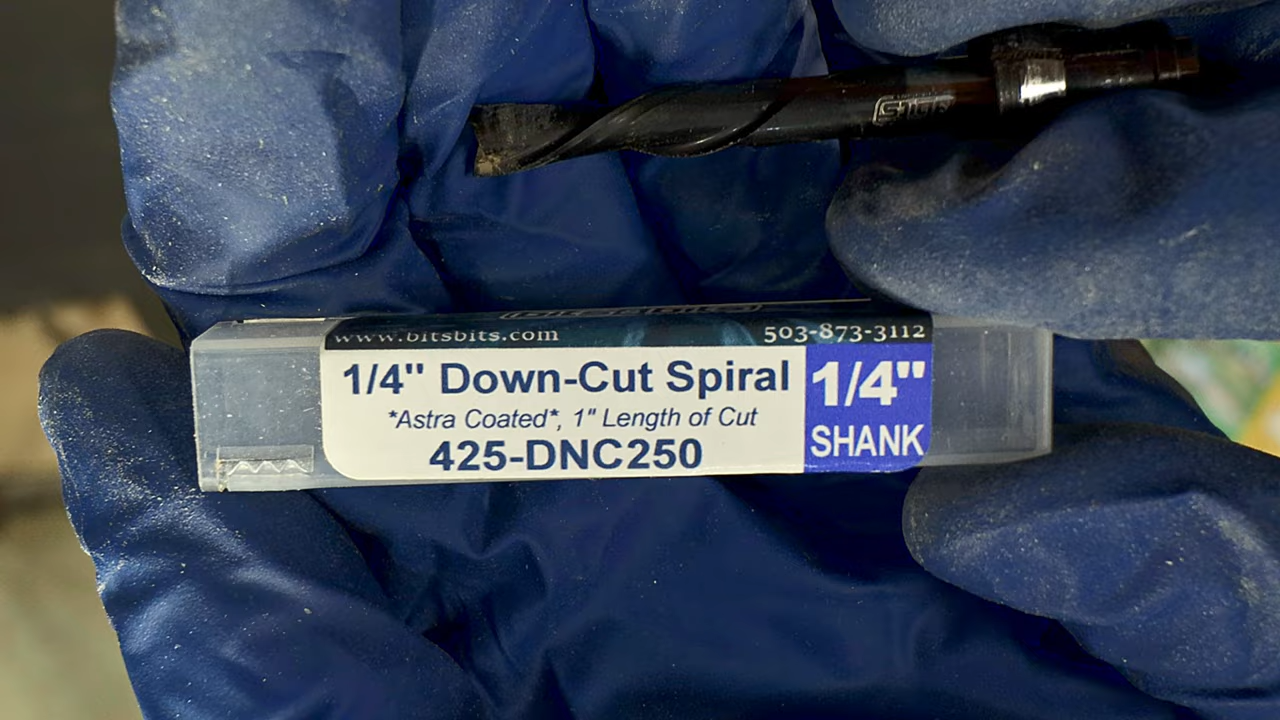 www.bitsbits.com 503-873-3112
1/4" Down-Cut Spiral
*Astra Coated*, 1" Length of Cut
425-DNC250
1/4"
SHANK